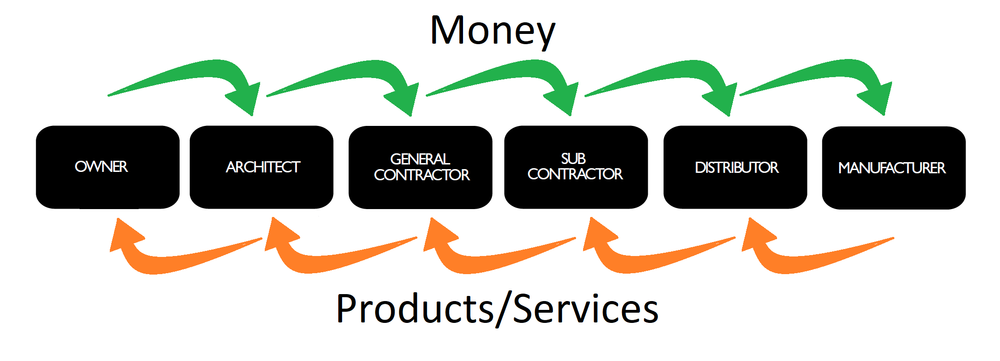 Money
OWNER
ARCHITECT
GENERAL
CONTRACTOR
SUB
CONTRACTOR
DISTRIBUTOR
MANUFACTURER
Products/Services